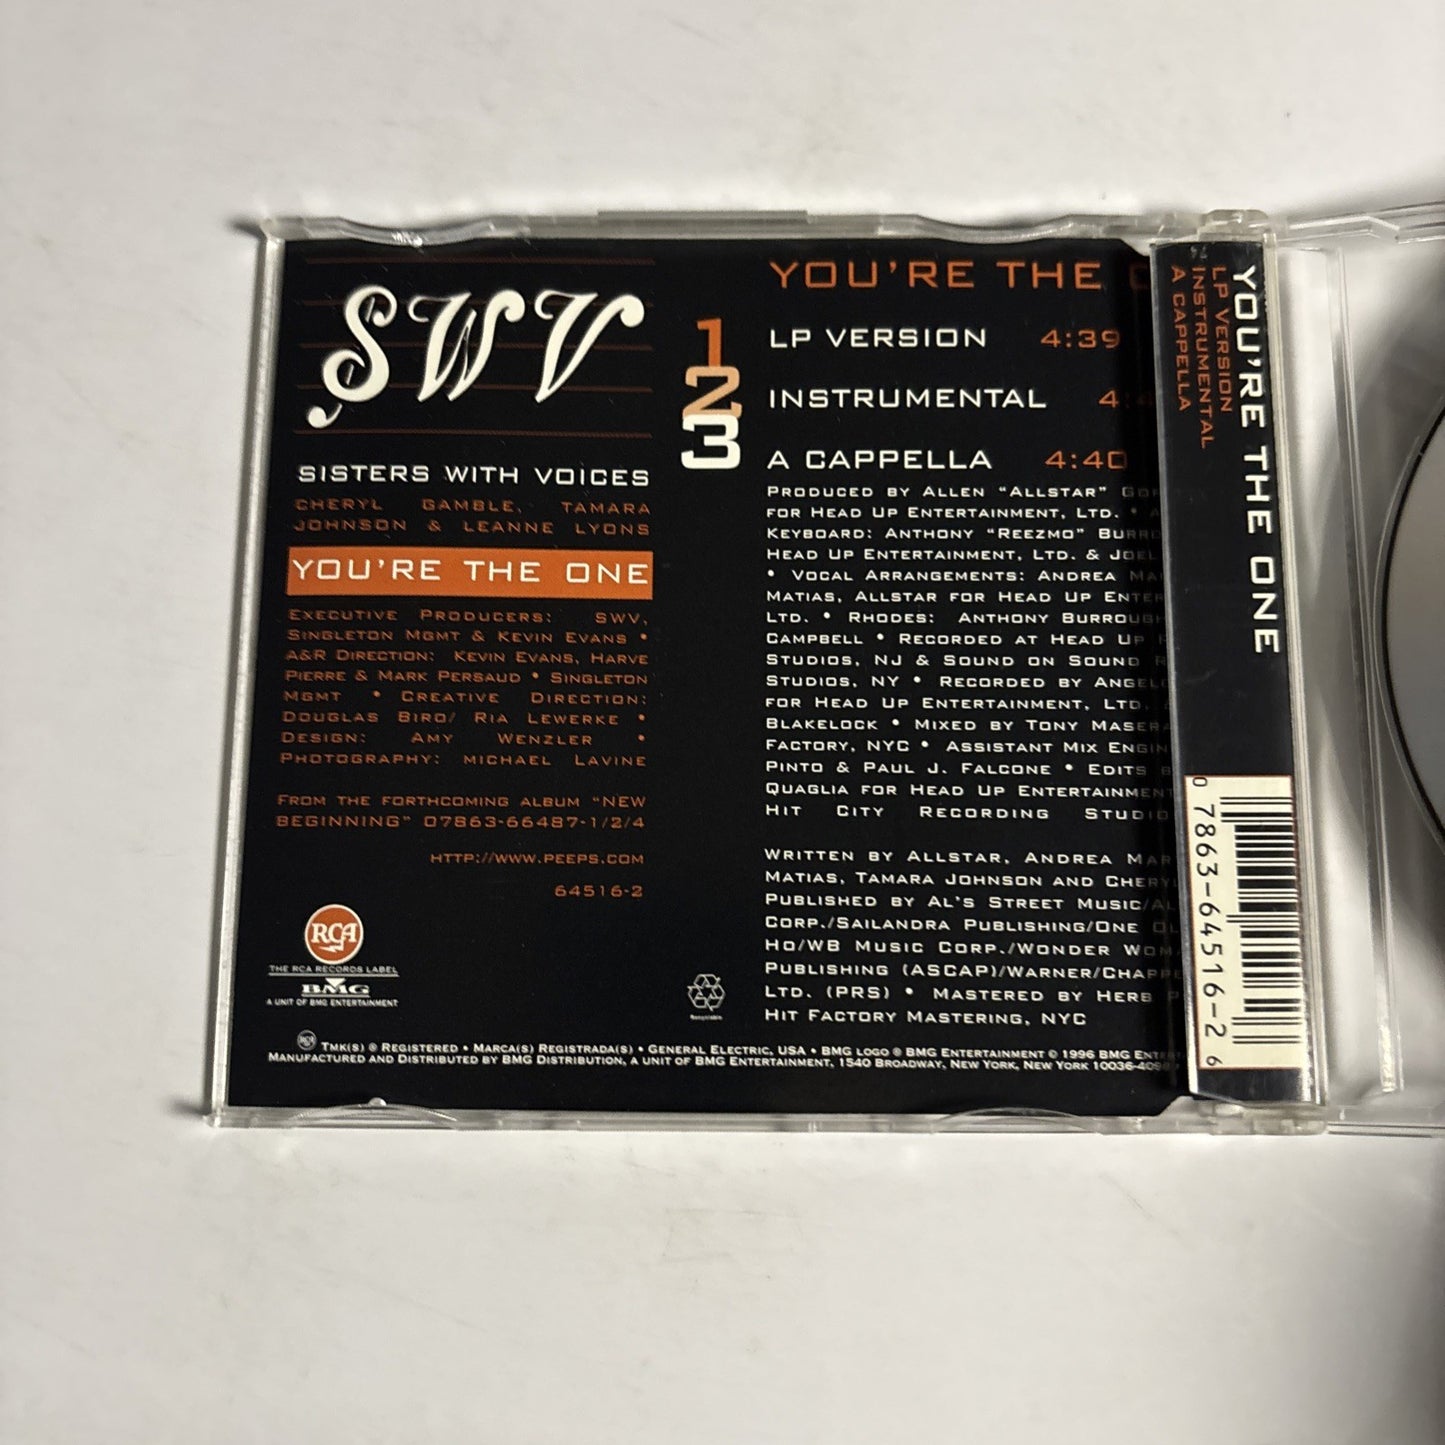 SWV
SISTERS WITH VOICES
CHERYL GAMBLE, TAMARA
JOHNSON & LEANNE LYONS
YOU'RE THE ONE
EXECUTIVE PRODUCERS: SWV,
SINGLETON MGMT & KEVIN EVANS •
A&R DIRECTION: KEVIN EVANS, HARVE
PIERRE & MARK PERSAUD • SINGLETON
MGMT • CREATIVE DIRECTION:
DOUGLAS BIRO/ RIA LEWERKE •
DESIGN: AMY WENZLER •
PHOTOGRAPHY: MICHAEL LAVINE
FROM THE FORTHCOMING ALBUM "NEW
BEGINNING" 07863-66487-1/2/4
HTTP://WWW.PEEPS.COM
64516-2
RCA
THE RCA RECORDS LABEL
BMG
A UNIT OF BMG ENTERTAINMENT
Recyclable
YOU'RE THE
1 LP VERSION 4:39
2 INSTRUMENTAL
3 A CAPPELLA 4:40
PRODUCED BY ALLEN "ALLSTAR"
FOR HEAD UP ENTERTAINMENT, LTD. •
KEYBOARD: ANTHONY "REEZMO"
HEAD UP ENTERTAINMENT, LTD. & JOEL
• VOCAL ARRANGEMENTS: ANDREA
MATIAS, ALLSTAR FOR HEAD UP
LTD. • RHODES: ANTHONY
CAMPBELL • RECORDED AT HEAD UP
STUDIOS, NJ & SOUND ON SOUND
STUDIOS, NY • RECORDED BY
FOR HEAD UP ENTERTAINMENT, LTD.
BLAKELOCK • MIXED BY TONY
FACTORY, NYC • ASSISTANT MIX
PINTO & PAUL J. FALCONE • EDITS
QUAGLIA FOR HEAD UP ENTERTAINMENT
HIT CITY RECORDING
WRITTEN BY ALLSTAR, ANDREA
MATIAS, TAMARA JOHNSON AND
PUBLISHED BY AL'S STREET MUSIC/
CORP./SAILANDRA PUBLISHING/ONE
HO/WB MUSIC CORP./WONDER
PUBLISHING (ASCAP)/WARNER/
LTD. (PRS) • MASTERED BY HERB
HIT FACTORY MASTERING, NYC
TMK(S) ® REGISTERED • MARCA(S) REGISTRADA(S) • GENERAL ELECTRIC, USA • BMG LOGO ® BMG ENTERTAINMENT © 1996 BMG
MANUFACTURED AND DISTRIBUTED BY BMG DISTRIBUTION, A UNIT OF BMG ENTERTAINMENT, 1540 BROADWAY, NEW YORK, NEW YORK
YOU'RE THE ONE
LP VERSION
INSTRUMENTAL
A CAPPELLA
0 7863-64516-2 6